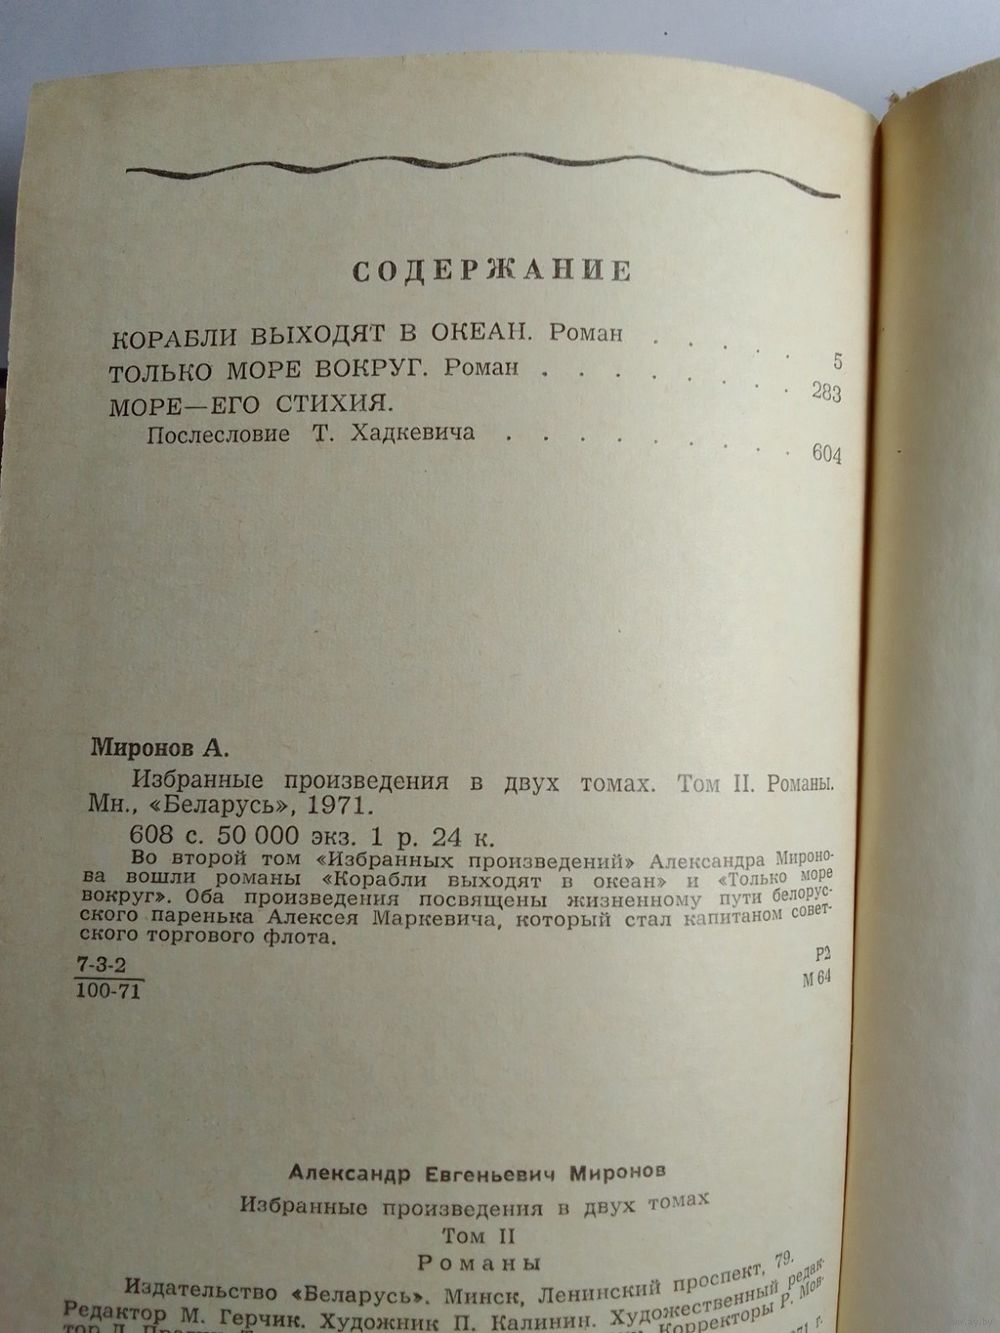 СОДЕРЖАНИЕ
КОРАБЛИ ВЫХОДЯТ В ОКЕАН. Роман . . . . . 5
ТОЛЬКО МОРЕ ВОКРУГ. Роман . . . . . . . . 283
МОРЕ—ЕГО СТИХИЯ.
Послесловие Т. Хадкевича . . . . . . . . . 604
Миронов А.
Избранные произведения в двух томах. Том II. Романы.
Мн., «Беларусь», 1971.
608 с. 50 000 экз. 1 р. 24 к.
Во второй том «Избранных произведений» Александра Мироно-
ва вошли романы «Корабли выходят в океан» и «Только море
вокруг». Оба произведения посвящены жизненному пути белорус-
ского паренька Алексея Маркевича, который стал капитаном совет-
ского торгового флота.
7-3-2 Р2
100-71 М 64
Александр Евгеньевич Миронов
Избранные произведения в двух томах
Том II
Романы
Издательство «Беларусь». Минск, Ленинский проспект, 79.
Редактор М. Герчик. Художник П. Калинин. Художественный редак-
Корректоры Р. Мов-